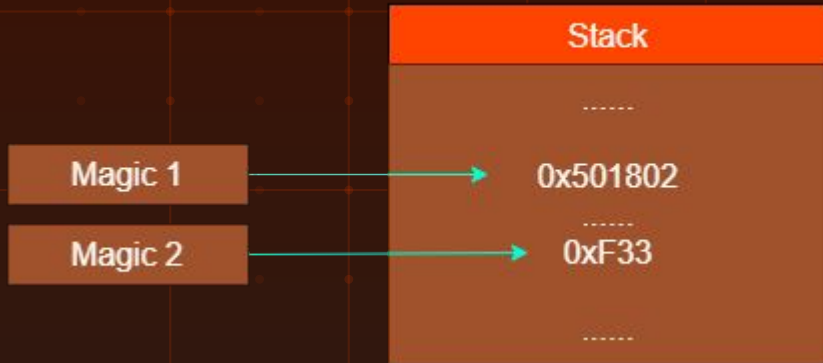 Stack
------
Magic 1
0x501802
------
Magic 2
0xF33
------